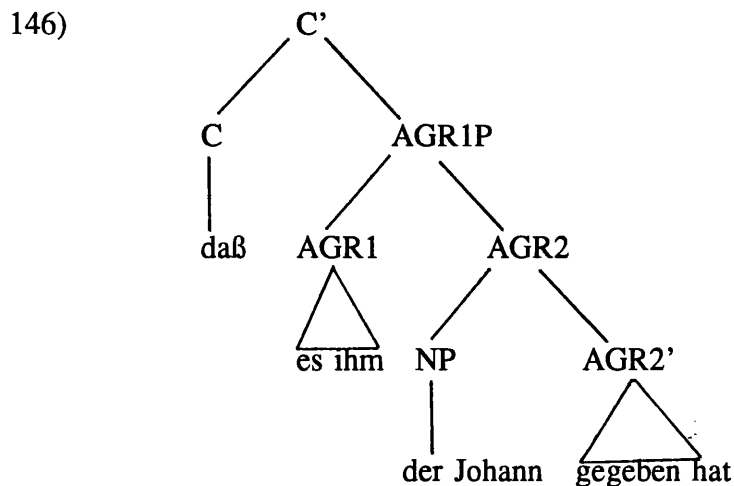 146) C'
C AGR1P
daß AGR1 AGR2
es ihm NP AGR2'
der Johann gegeben hat